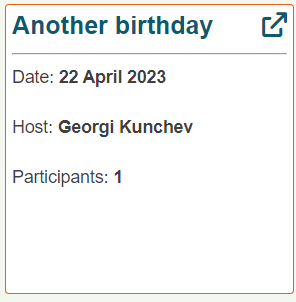 Another birthday
Date: 22 April 2023
Host: Georgi Kunchev
Participants: 1